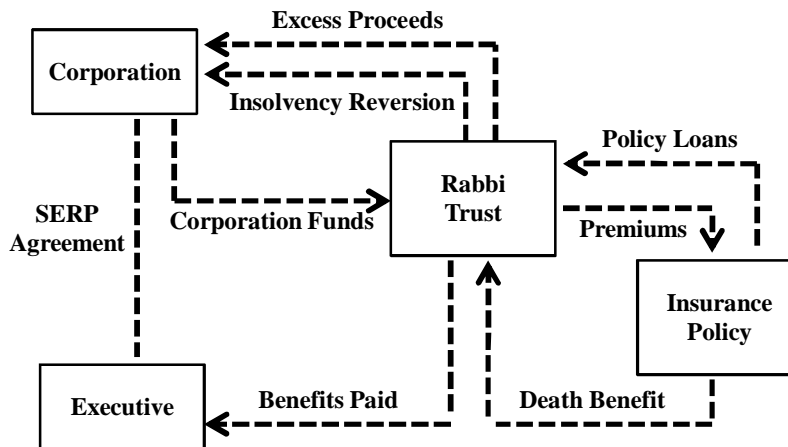 Excess Proceeds
Corporation
Insolvency Reversion
Policy Loans
Rabbi
Trust
SERP
Agreement
Corporation Funds
Premiums
Insurance
Policy
Executive
Benefits Paid
Death Benefit